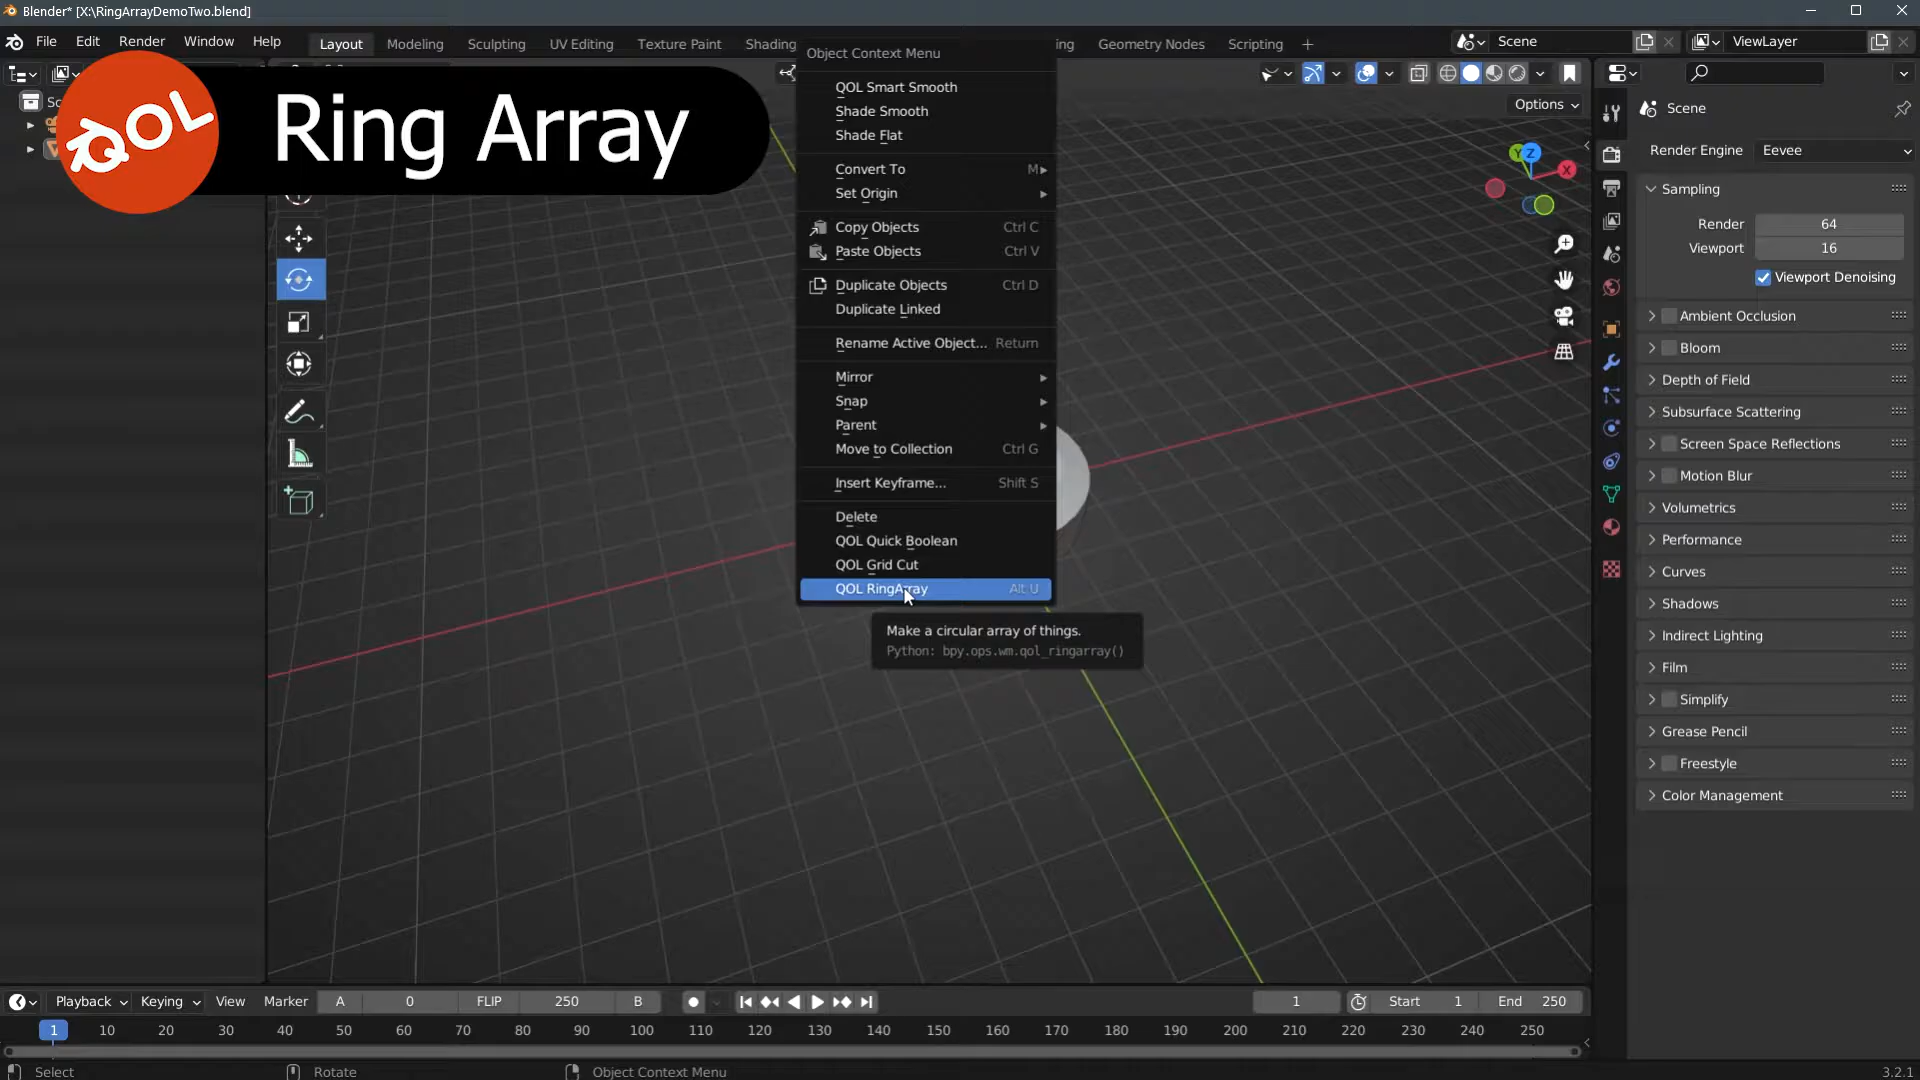 Blender* [X:\RingArrayDemoTwo.blend]
File Edit Render Window Help Layout Modeling Sculpting UV Editing Texture Paint Shading Geometry Nodes Scripting + Scene ViewLayer
QOL Ring Array
Options
Object Context Menu
QOL Smart Smooth
Shade Smooth
Shade Flat
Convert To M
Set Origin
Copy Objects Ctrl C
Paste Objects Ctrl V
Duplicate Objects Ctrl D
Duplicate Linked
Rename Active Object... Return
Mirror
Snap
Parent
Move to Collection Ctrl G
Insert Keyframe... Shift S
Delete
QOL Quick Boolean
QOL Grid Cut
QOL RingArray Alt U
Make a circular array of things.
Python: bpy.ops.wm.qol_ringarray()
Y Z X
Scene
Render Engine Eevee
Sampling
Render 64
Viewport 16
Viewport Denoising
Ambient Occlusion
Bloom
Depth of Field
Subsurface Scattering
Screen Space Reflections
Motion Blur
Volumetrics
Performance
Curves
Shadows
Indirect Lighting
Film
Simplify
Grease Pencil
Freestyle
Color Management
Playback Keying View Marker A 0 FLIP 250 B 1 Start 1 End 250
1 10 20 30 40 50 60 70 80 90 100 110 120 130 140 150 160 170 180 190 200 210 220 230 240 250
Select Rotate Object Context Menu 3.2.1